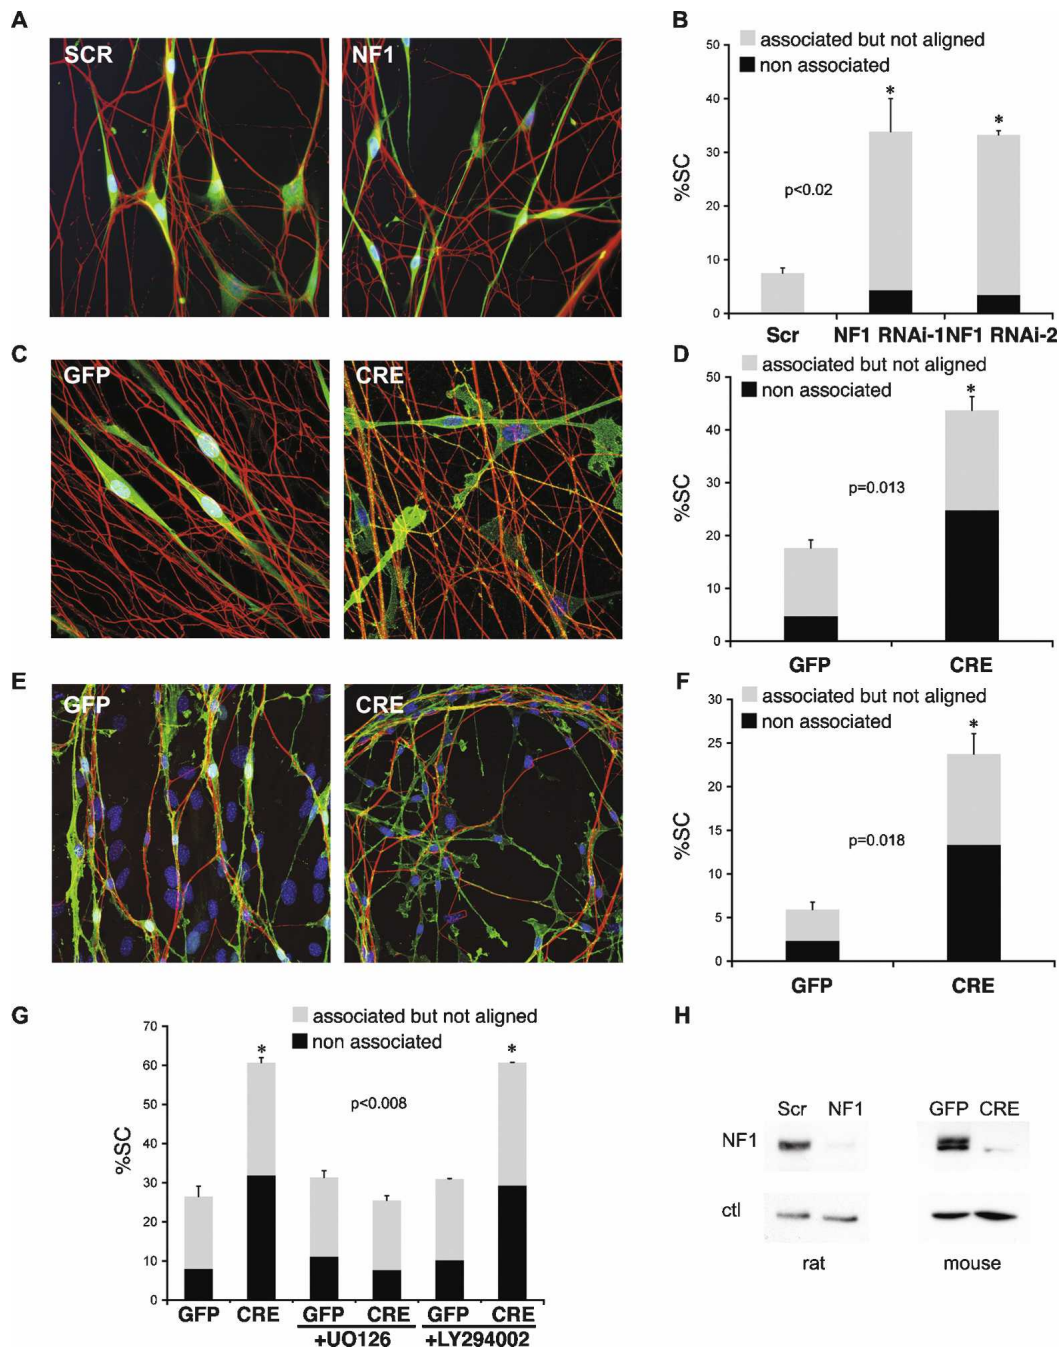 A
SCR
NF1
B
associated but not aligned
non associated
50
40
30
20
10
0
%SC
p<0.02
*
*
Scr
NF1 RNAi-1
NF1 RNAi-2
C
GFP
CRE
D
associated but not aligned
non associated
50
40
30
20
10
0
%SC
p=0.013
*
GFP
CRE
E
GFP
CRE
F
associated but not aligned
non associated
30
25
20
15
10
5
0
%SC
p=0.018
*
GFP
CRE
G
associated but not aligned
non associated
70
60
50
40
30
20
10
0
%SC
p<0.008
*
*
GFP
CRE
GFP
CRE
GFP
CRE
+UO126
+LY294002
H
Scr NF1
GFP CRE
NF1
ctl
rat
mouse